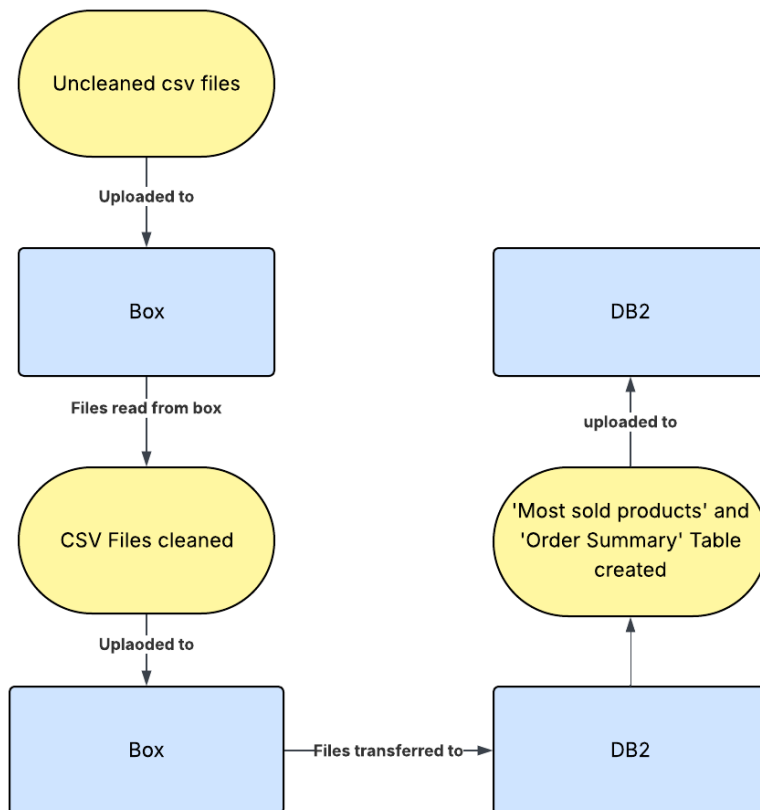 Uncleaned csv files
Uploaded to
Box
Files read from box
CSV Files cleaned
Uplaoded to
Box
Files transferred to
DB2
'Most sold products' and
'Order Summary' Table
created
uploaded to
DB2